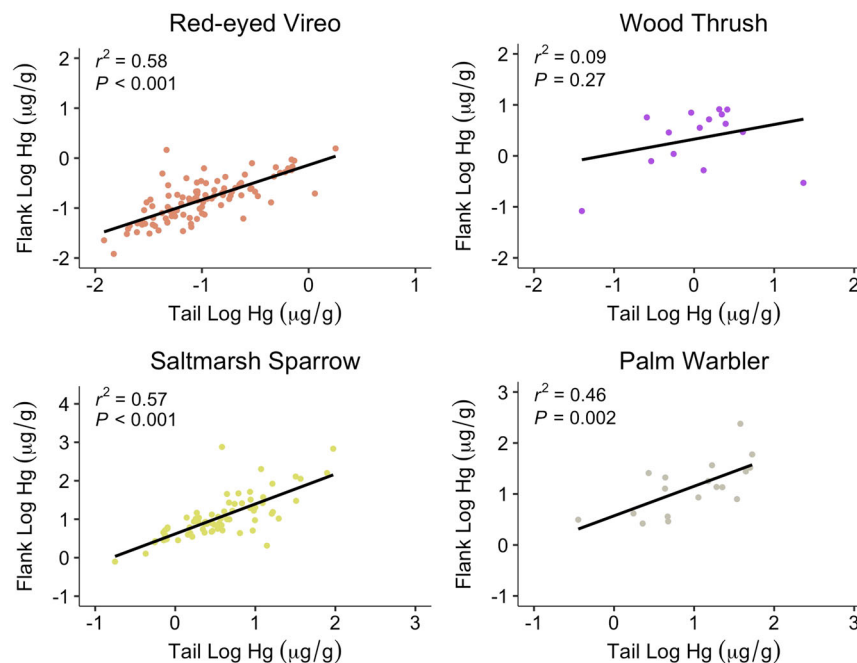 Red-eyed Vireo
r² = 0.58
P < 0.001
2
1
0
-1
-2
Flank Log Hg (μg/g)
-2 -1 0 1
Tail Log Hg (μg/g)
Wood Thrush
r² = 0.09
P = 0.27
2
1
0
-1
-2
Flank Log Hg (μg/g)
-2 -1 0 1 2
Tail Log Hg (μg/g)
Saltmarsh Sparrow
r² = 0.57
P < 0.001
4
3
2
1
0
-1
Flank Log Hg (μg/g)
-1 0 1 2 3
Tail Log Hg (μg/g)
Palm Warbler
r² = 0.46
P = 0.002
3
2
1
0
-1
Flank Log Hg (μg/g)
-1 0 1 2 3
Tail Log Hg (μg/g)